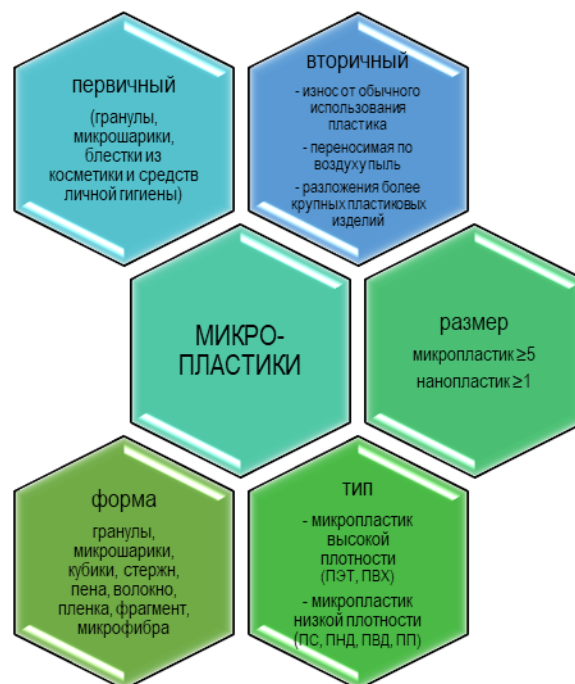 первичный
(гранулы,
микрошарики,
блестки из
косметики и средств
личной гигиены)
вторичный
- износ от обычного
использования
пластика
- переносимая по
воздуху пыль
- разложения более
крупных пластиковых
изделий
МИКРО-
ПЛАСТИКИ
размер
микропластик ≥5
нанопластик ≥1
форма
гранулы,
микрошарики,
кубики, стержн,
пена, волокно,
пленка, фрагмент,
микрофибра
тип
- микропластик
высокой
плотности
(ПЭТ, ПВХ)
- микропластик
низкой плотности
(ПС, ПНД, ПВД, ПП)